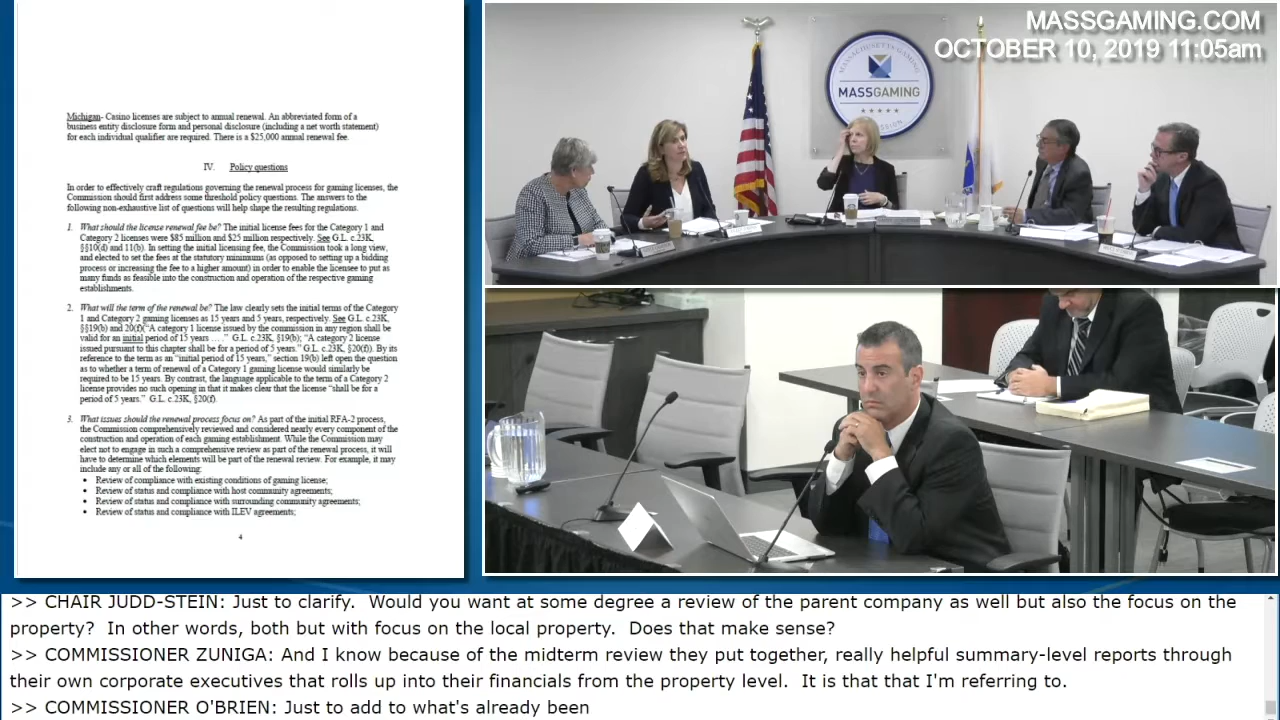 MASSGAMING.COM
OCTOBER 10, 2019 11:05am
MASSGAMING
Michigan- Casino licenses are subject to annual renewal. An abbreviated form of a
business entity disclosure form and personal disclosure (including a net worth statement)
for each individual qualifier are required. There is a $25,000 annual renewal fee.
IV. Policy questions
In order to effectively craft regulations governing the renewal process for gaming licenses, the
Commission should first address some threshold policy questions. The answers to the
following non-exhaustive list of questions will help shape the resulting regulations.
1. What should the license renewal fee be? The initial license fees for the Category 1 and
Category 2 licenses were $85 million and $25 million respectively. See G.L. c.23K,
§§10(d) and 11(b). In setting the initial licensing fee, the Commission took a long view,
and elected to set the fees at the statutory minimums (as opposed to setting up a bidding
process or increasing the fee to a higher amount) in order to enable the licensee to put as
many funds as feasible into the construction and operation of the respective gaming
establishments.
2. What will the term of the renewal be? The law clearly sets the initial terms of the Category
1 and Category 2 gaming licenses as 15 years and 5 years, respectively. See G.L. c.23K,
§§19(b) and 20(f)("A category 1 license issued by the commission in any region shall be
valid for an initial period of 15 years . . . ." G.L. c.23K, §19(b); "A category 2 license
issued pursuant to this chapter shall be for a period of 5 years." G.L. c.23K, §20(f)). By its
reference to the term as an "initial period of 15 years," section 19(b) left open the question
as to whether a term of renewal of a Category 1 gaming license would similarly be
required to be 15 years. By contrast, the language applicable to the term of a Category 2
license provides no such opening in that it makes clear that the license "shall be for a
period of 5 years." G.L. c.23K, §20(f).
3. What issues should the renewal process focus on? As part of the initial RFA-2 process,
the Commission comprehensively reviewed and considered nearly every component of the
construction and operation of each gaming establishment. While the Commission may
elect not to engage in such a comprehensive review as part of the renewal process, it will
have to determine which elements will be part of the renewal review. For example, it may
include any or all of the following:
• Review of compliance with existing conditions of gaming license;
• Review of status and compliance with host community agreements;
• Review of status and compliance with surrounding community agreements;
• Review of status and compliance with ILEV agreements;
4
>> CHAIR JUDD-STEIN: Just to clarify. Would you want at some degree a review of the parent company as well but also the focus on the
property? In other words, both but with focus on the local property. Does that make sense?
>> COMMISSIONER ZUNIGA: And I know because of the midterm review they put together, really helpful summary-level reports through
their own corporate executives that rolls up into their financials from the property level. It is that that I'm referring to.
>> COMMISSIONER O'BRIEN: Just to add to what's already been